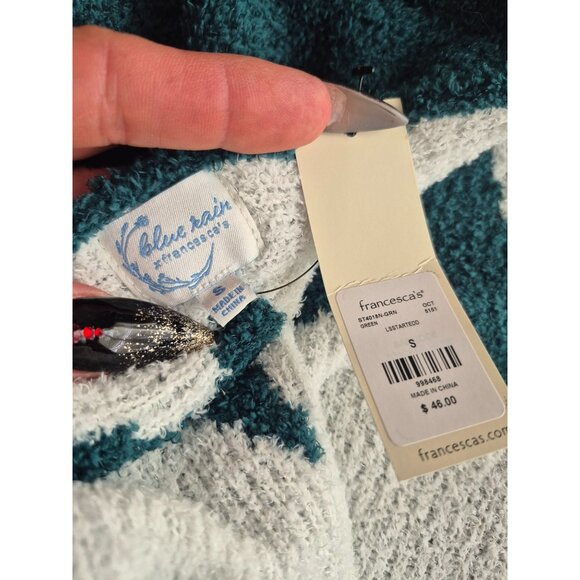 blue rain
x francesca's
S
MADE IN
CHINA
francesca's®
ST4018N-GRN OCT
GREEN LSSTARTEDD 8151
S
998468
MADE IN CHINA
$ 46.00
francescas.com